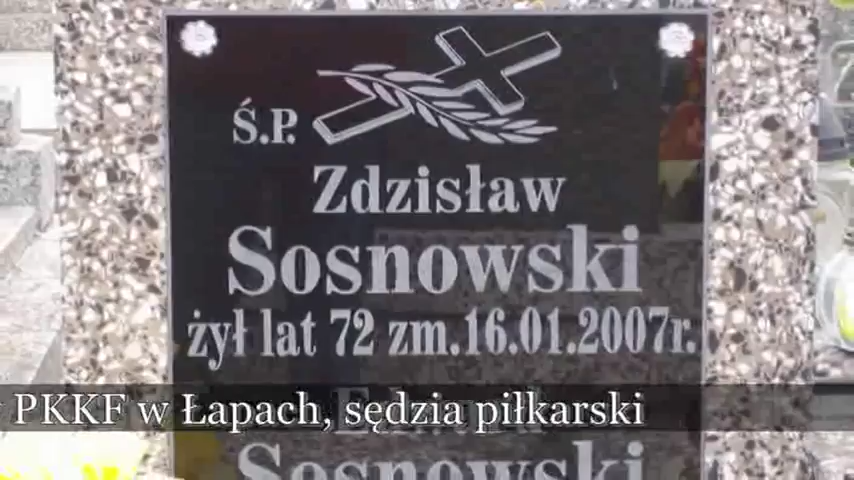 Ś.P.
Zdzisław
Sosnowski
żył lat 72 zm.16.01.2007r.
PKKF w Łapach, sędzia piłkarski
Sosnowski